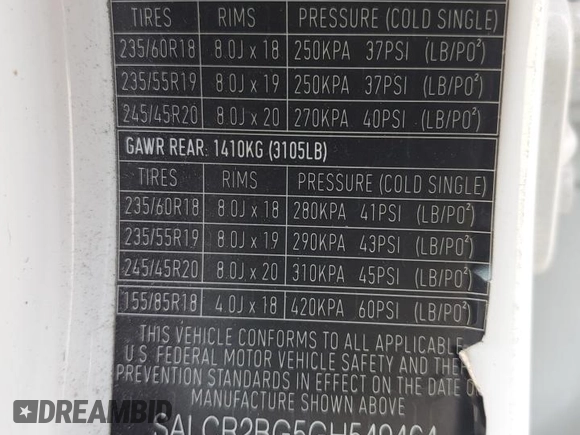 TIRES RIMS PRESSURE (COLD SINGLE)
235/60R18 8.0J x 18 250KPA 37PSI (LB/PO²)
235/55R19 8.0J x 19 250KPA 37PSI (LB/PO²)
245/45R20 8.0J x 20 270KPA 40PSI (LB/PO²)
GAWR REAR: 1410KG (3105LB)
TIRES RIMS PRESSURE (COLD SINGLE)
235/60R18 8.0J x 18 280KPA 41PSI (LB/PO²)
235/55R19 8.0J x 19 290KPA 43PSI (LB/PO²)
245/45R20 8.0J x 20 310KPA 45PSI (LB/PO²)
155/85R18 4.0J x 18 420KPA 60PSI (LB/PO²)
THIS VEHICLE CONFORMS TO ALL APPLICABLE
U.S. FEDERAL MOTOR VEHICLE SAFETY AND THEF
PREVENTION STANDARDS IN EFFECT ON THE DATE O
MANUFACTURE SHOWN ABOVE
DREAMBID